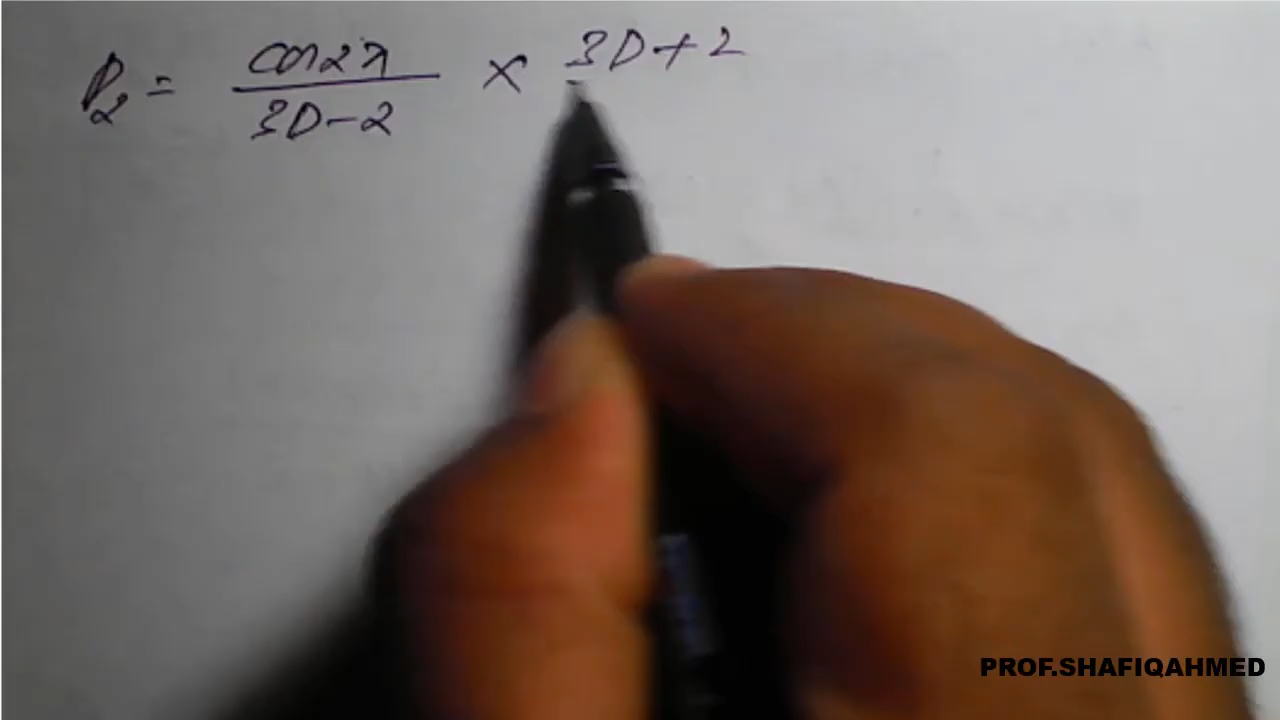 P₂ = cos2x / 3D-2 × 3D+2
PROF.SHAFIQAHMED